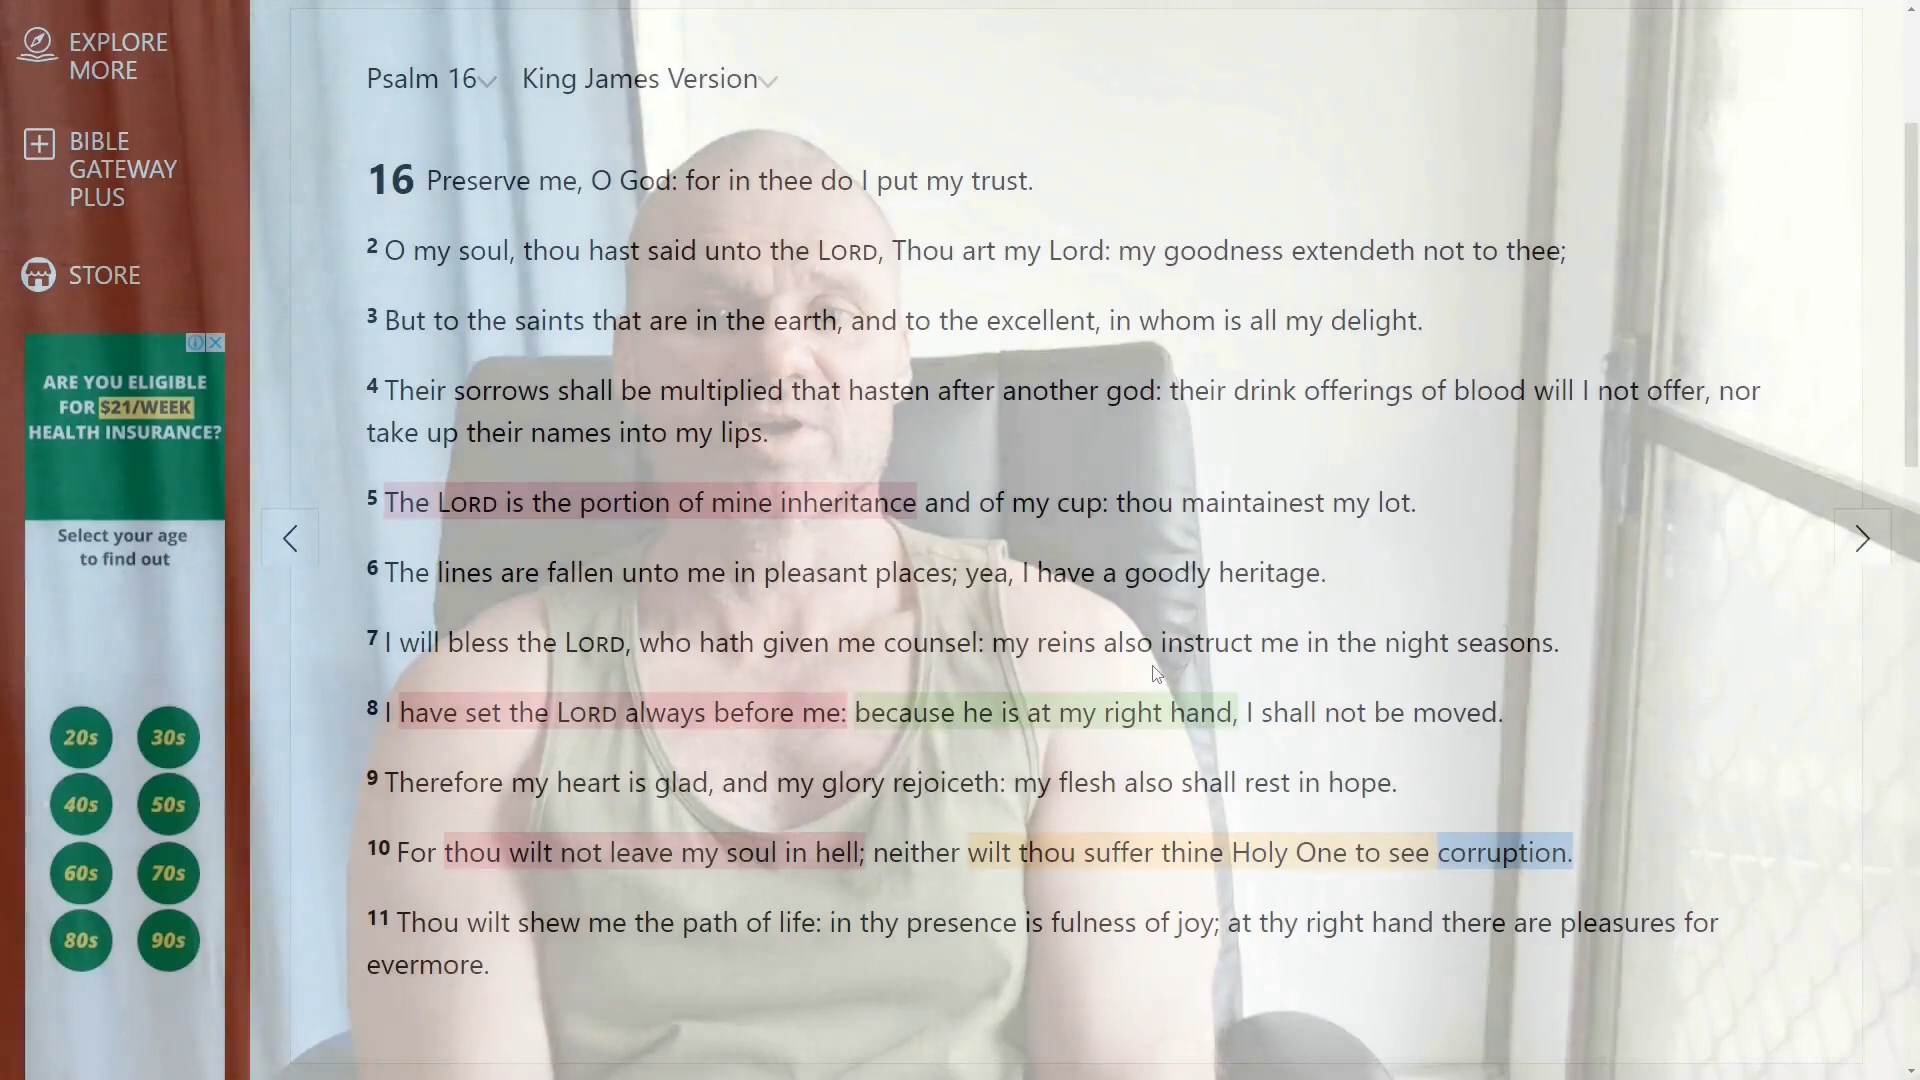 EXPLORE
MORE
BIBLE
GATEWAY
PLUS
STORE
ARE YOU ELIGIBLE
FOR $21/WEEK
HEALTH INSURANCE?
Select your age
to find out
20s 30s
40s 50s
60s 70s
80s 90s
Psalm 16 King James Version
16 Preserve me, O God: for in thee do I put my trust.
2 O my soul, thou hast said unto the LORD, Thou art my Lord: my goodness extendeth not to thee;
3 But to the saints that are in the earth, and to the excellent, in whom is all my delight.
4 Their sorrows shall be multiplied that hasten after another god: their drink offerings of blood will I not offer, nor
take up their names into my lips.
5 The LORD is the portion of mine inheritance and of my cup: thou maintainest my lot.
6 The lines are fallen unto me in pleasant places; yea, I have a goodly heritage.
7 I will bless the LORD, who hath given me counsel: my reins also instruct me in the night seasons.
8 I have set the LORD always before me: because he is at my right hand, I shall not be moved.
9 Therefore my heart is glad, and my glory rejoiceth: my flesh also shall rest in hope.
10 For thou wilt not leave my soul in hell; neither wilt thou suffer thine Holy One to see corruption.
11 Thou wilt shew me the path of life: in thy presence is fulness of joy; at thy right hand there are pleasures for
evermore.